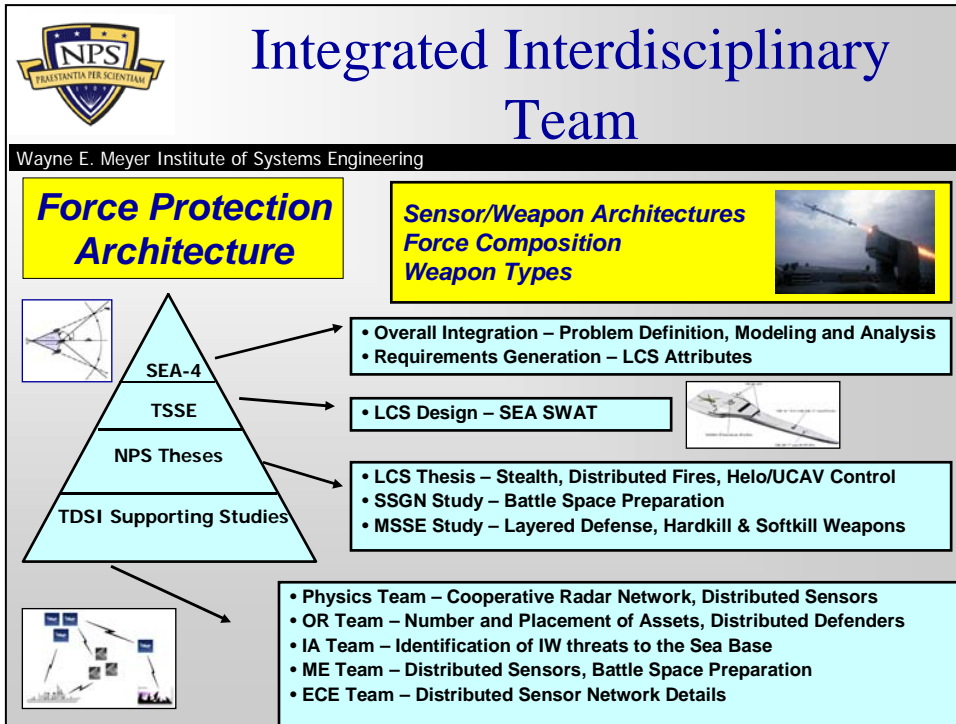 NPS
PRAESTANTIA PER SCIENTIAM
1909
Integrated Interdisciplinary
Team
Wayne E. Meyer Institute of Systems Engineering
Force Protection
Architecture
Sensor/Weapon Architectures
Force Composition
Weapon Types
SEA-4
TSSE
NPS Theses
TDSI Supporting Studies
• Overall Integration – Problem Definition, Modeling and Analysis
• Requirements Generation – LCS Attributes
• LCS Design – SEA SWAT
• LCS Thesis – Stealth, Distributed Fires, Helo/UCAV Control
• SSGN Study – Battle Space Preparation
• MSSE Study – Layered Defense, Hardkill & Softkill Weapons
• Physics Team – Cooperative Radar Network, Distributed Sensors
• OR Team – Number and Placement of Assets, Distributed Defenders
• IA Team – Identification of IW threats to the Sea Base
• ME Team – Distributed Sensors, Battle Space Preparation
• ECE Team – Distributed Sensor Network Details